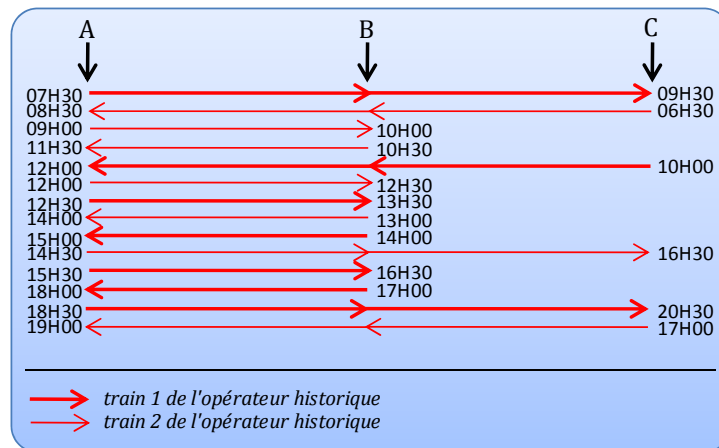 A B C
07H30 09H30
08H30 06H30
09H00 10H00
11H30 10H30
12H00 10H00
12H00 12H30
12H30 13H30
14H00 13H00
15H00 14H00
14H30 16H30
15H30 16H30
18H00 17H00
18H30 20H30
19H00 17H00
train 1 de l'opérateur historique
train 2 de l'opérateur historique